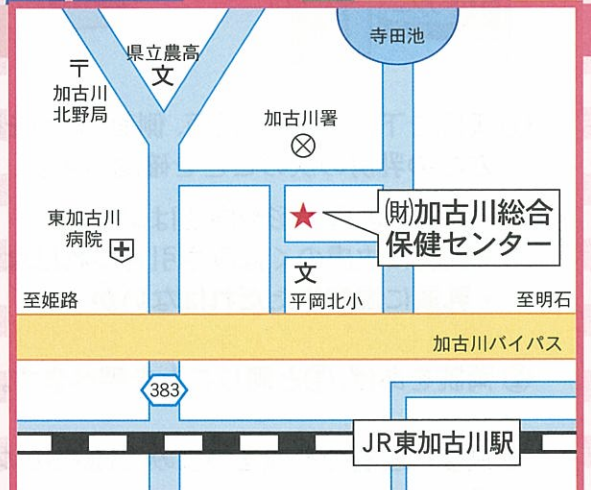 寺田池
県立農高
文
〒
加古川
北野局
加古川署
東加古川
病院
㈶加古川総合
保健センター
文
平岡北小
至姫路
至明石
加古川バイパス
383
JR東加古川駅